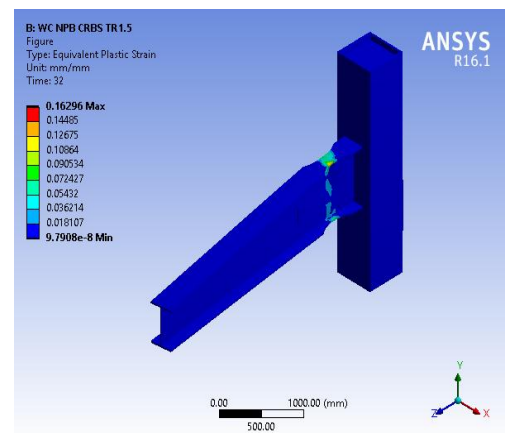 B: WC NPB CRBS TR 1.5
Figure
Type: Equivalent Plastic Strain
Unit: mm/mm
Time: 32
0.16296 Max
0.14485
0.12675
0.10864
0.090534
0.072427
0.05432
0.036214
0.018107
9.7908e-8 Min
ANSYS
R16.1
0.00
1000.00 (mm)
500.00
Y
Z
X